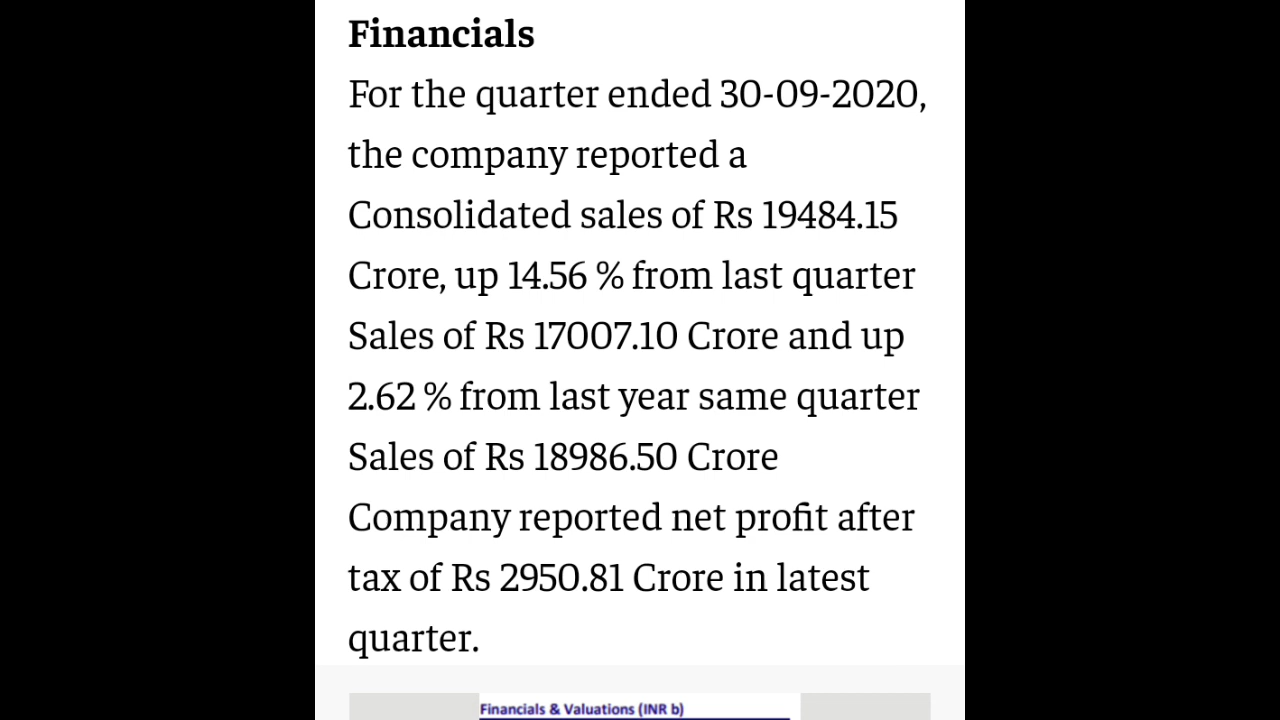 Financials
For the quarter ended 30-09-2020,
the company reported a
Consolidated sales of Rs 19484.15
Crore, up 14.56 % from last quarter
Sales of Rs 17007.10 Crore and up
2.62 % from last year same quarter
Sales of Rs 18986.50 Crore
Company reported net profit after
tax of Rs 2950.81 Crore in latest
quarter.
Financials & Valuations (INR b)